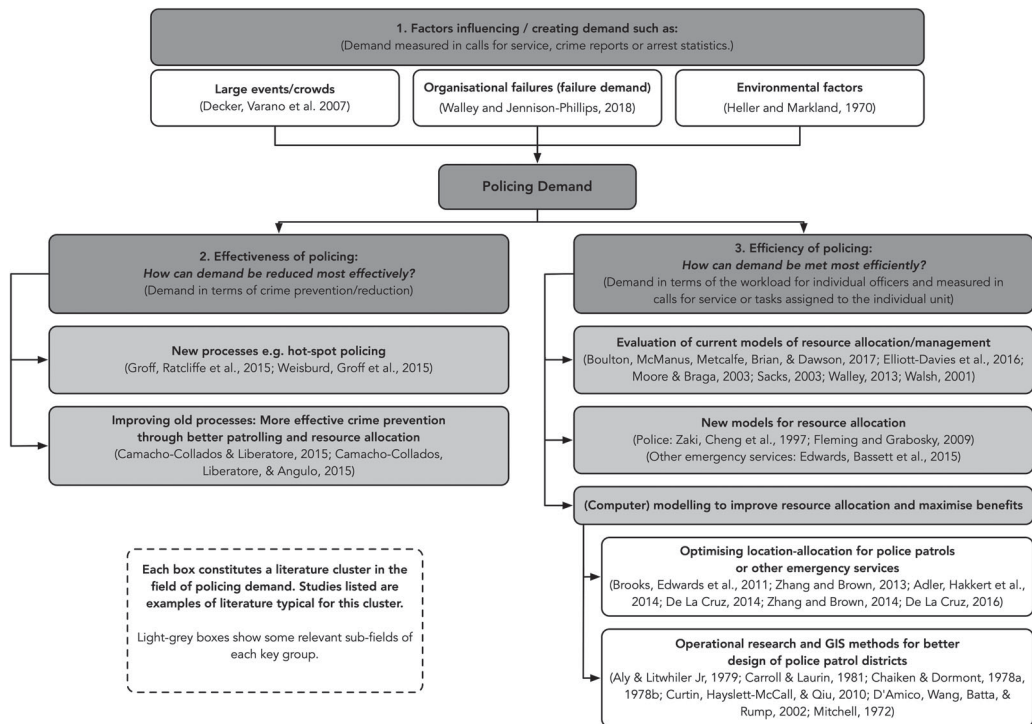 1. Factors influencing / creating demand such as:
(Demand measured in calls for service, crime reports or arrest statistics.)
Large events/crowds
(Decker, Varano et al. 2007)
Organisational failures (failure demand)
(Walley and Jennison-Phillips, 2018)
Environmental factors
(Heller and Markland, 1970)
Policing Demand
2. Effectiveness of policing:
How can demand be reduced most effectively?
(Demand in terms of crime prevention/reduction)
New processes e.g. hot-spot policing
(Groff, Ratcliffe et al., 2015; Weisburd, Groff et al., 2015)
Improving old processes: More effective crime prevention
through better patrolling and resource allocation
(Camacho-Collados & Liberatore, 2015; Camacho-Collados,
Liberatore, & Angulo, 2015)
3. Efficiency of policing:
How can demand be met most efficiently?
(Demand in terms of the workload for individual officers and measured in
calls for service or tasks assigned to the individual unit)
Evaluation of current models of resource allocation/management
(Boulton, McManus, Metcalfe, Brian, & Dawson, 2017; Elliott-Davies et al., 2016;
Moore & Braga, 2003; Sacks, 2003; Walley, 2013; Walsh, 2001)
New models for resource allocation
(Police: Zaki, Cheng et al., 1997; Fleming and Grabosky, 2009)
(Other emergency services: Edwards, Bassett et al., 2015)
(Computer) modelling to improve resource allocation and maximise benefits
Optimising location-allocation for police patrols
or other emergency services
(Brooks, Edwards et al., 2011; Zhang and Brown, 2013; Adler, Hakkert et al.,
2014; De La Cruz, 2014; Zhang and Brown, 2014; De La Cruz, 2016)
Operational research and GIS methods for better
design of police patrol districts
(Aly & Litwhiler Jr, 1979; Carroll & Laurin, 1981; Chaiken & Dormont, 1978a,
1978b; Curtin, Hayslett-McCall, & Qiu, 2010; D'Amico, Wang, Batta, &
Rump, 2002; Mitchell, 1972)
Each box constitutes a literature cluster in the
field of policing demand. Studies listed are
examples of literature typical for this cluster.
Light-grey boxes show some relevant sub-fields of
each key group.